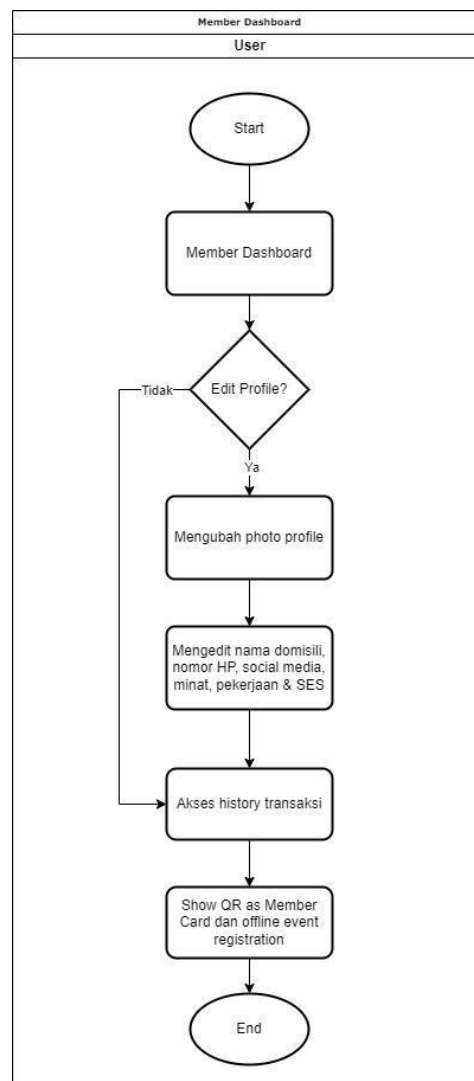 Member Dashboard
User
Start
Member Dashboard
Edit Profile?
Tidak
Ya
Mengubah photo profile
Mengedit nama domisili,
nomor HP, social media,
minat, pekerjaan & SES
Akses history transaksi
Show QR as Member
Card dan offline event
registration
End